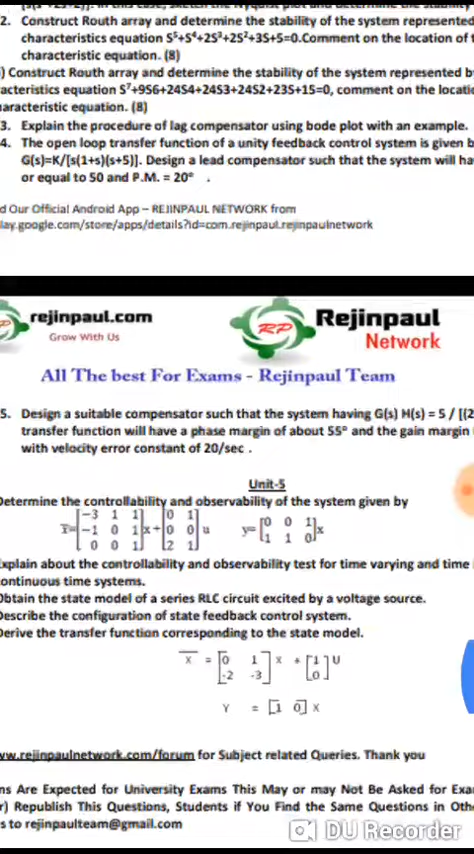 2. Construct Routh array and determine the stability of the system represented
characteristics equation S⁵+S⁴+2S³+2S²+3S+5=0.Comment on the location of
characteristic equation. (8)
) Construct Routh array and determine the stability of the system represented b
acteristics equation S⁷+9S6+24S4+24S3+24S2+23S+15=0, comment on the locatio
aracteristic equation. (8)
3. Explain the procedure of lag compensator using bode plot with an example.
4. The open loop transfer function of a unity feedback control system is given b
G(s)=K/[s(1+s)(s+5)]. Design a lead compensator such that the system will ha
or equal to 50 and P.M. = 20° .
d Our Official Android App – REJINPAUL NETWORK from
lay.google.com/store/apps/details?id=com.rejinpaul.rejinpaulnetwork
rejinpaul.com
Grow With Us
RP
Rejinpaul
Network
All The best For Exams - Rejinpaul Team
5. Design a suitable compensator such that the system having G(s) H(s) = 5 / [(2
transfer function will have a phase margin of about 55° and the gain margin
with velocity error constant of 20/sec .
Unit-5
Determine the controllability and observability of the system given by
[-3 1 1] [0 1]
[-1 0 1]x+[0 0]u y=[0 0 1]x
[0 0 1] [2 1] [1 1 0]
xplain about the controllability and observability test for time varying and time
ontinuous time systems.
Obtain the state model of a series RLC circuit excited by a voltage source.
Describe the configuration of state feedback control system.
Derive the transfer function corresponding to the state model.
X = [0 1] X + [1] U
[-2 -3] [0]
Y = [1 0] X
ww.rejinpaulnetwork.com/forum for Subject related Queries. Thank you
ns Are Expected for University Exams This May or may Not Be Asked for Exa
r) Republish This Questions, Students if You Find the Same Questions in Oth
s to rejinpaulteam@gmail.com
DU Recorder